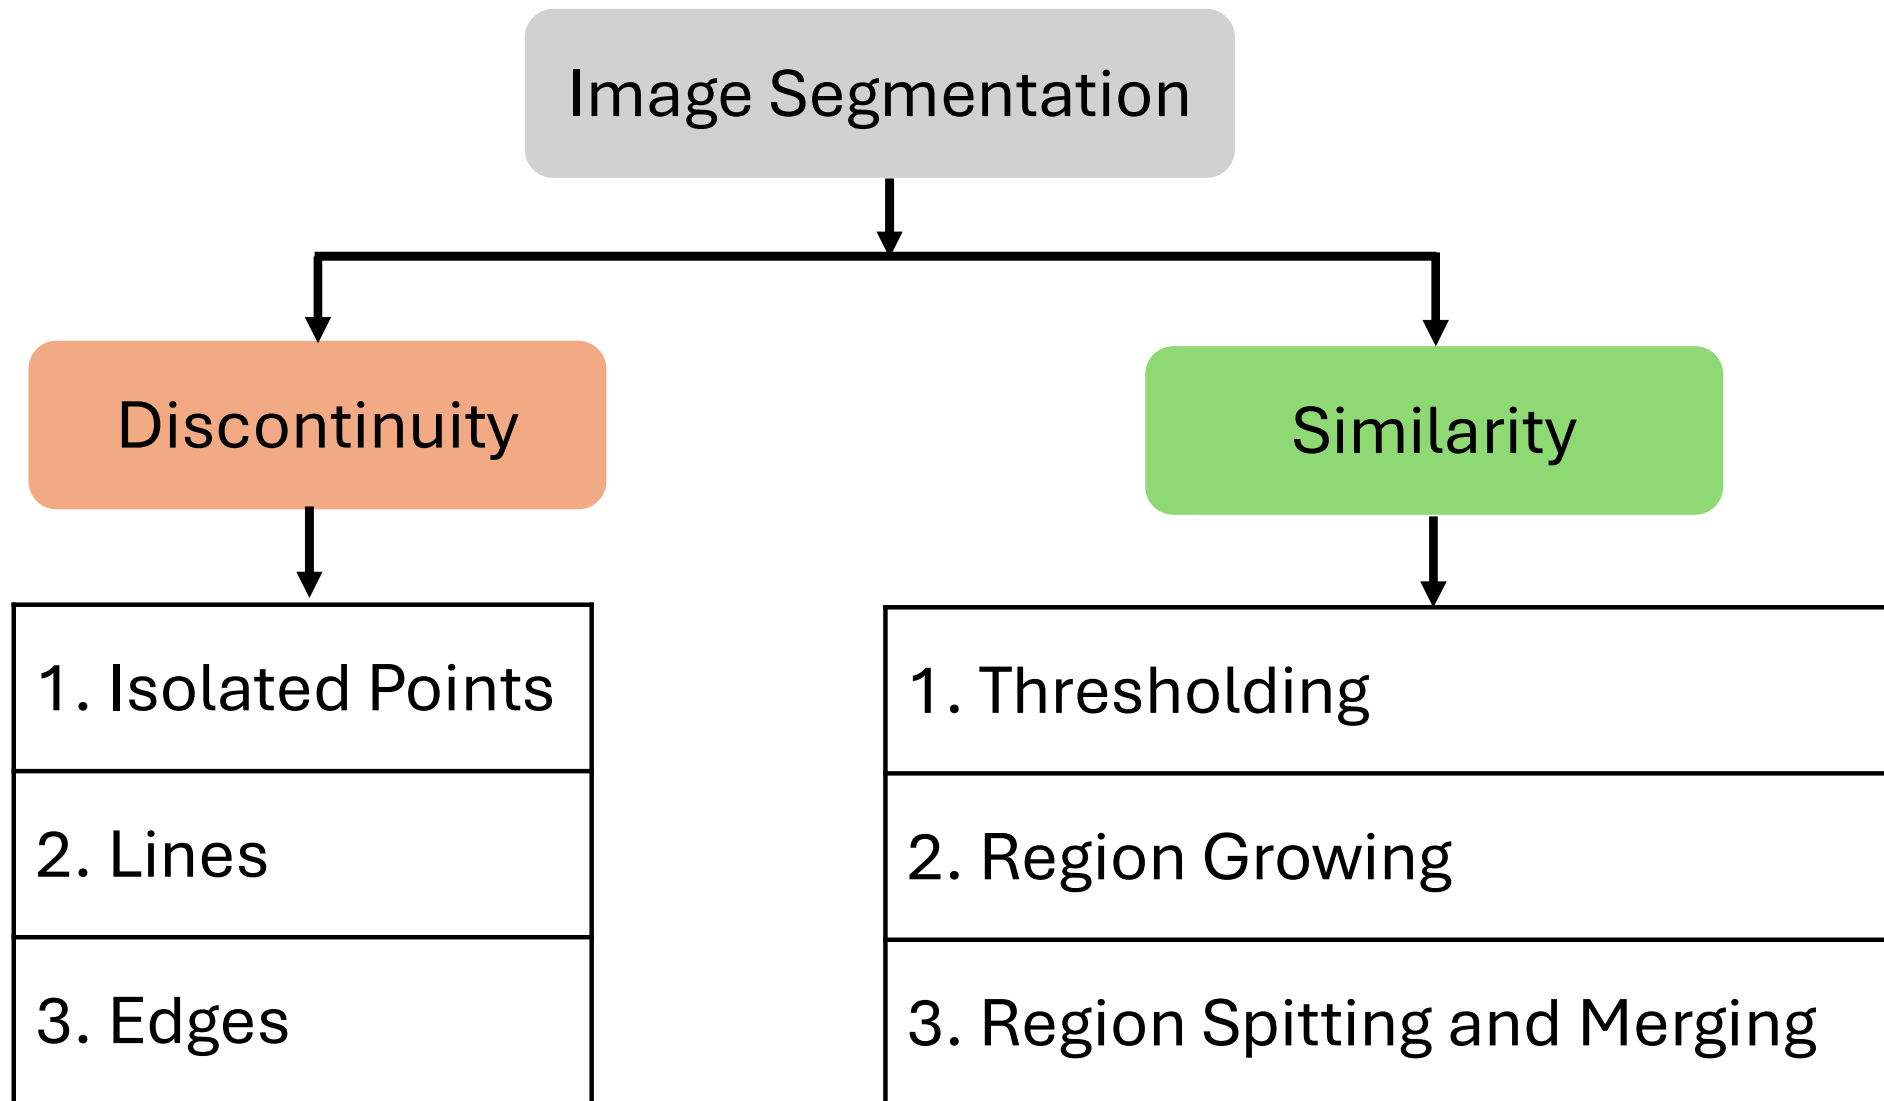 Image Segmentation
Discontinuity
Similarity
1. Isolated Points
2. Lines
3. Edges
1. Thresholding
2. Region Growing
3. Region Spitting and Merging